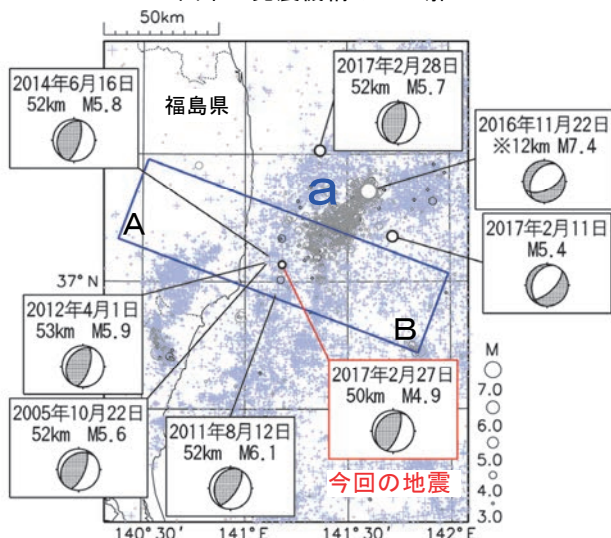 50km
2014年6月16日
52km M5.8
福島県
2017年2月28日
52km M5.7
2016年11月22日
※12km M7.4
a
A
2017年2月11日
M5.4
37° N
2012年4月1日
53km M5.9
B
2005年10月22日
52km M5.6
2011年8月12日
52km M6.1
2017年2月27日
50km M4.9
今回の地震
M
7.0
6.0
5.0
4.0
3.0
140°30′
141°E
141°30′
142°E